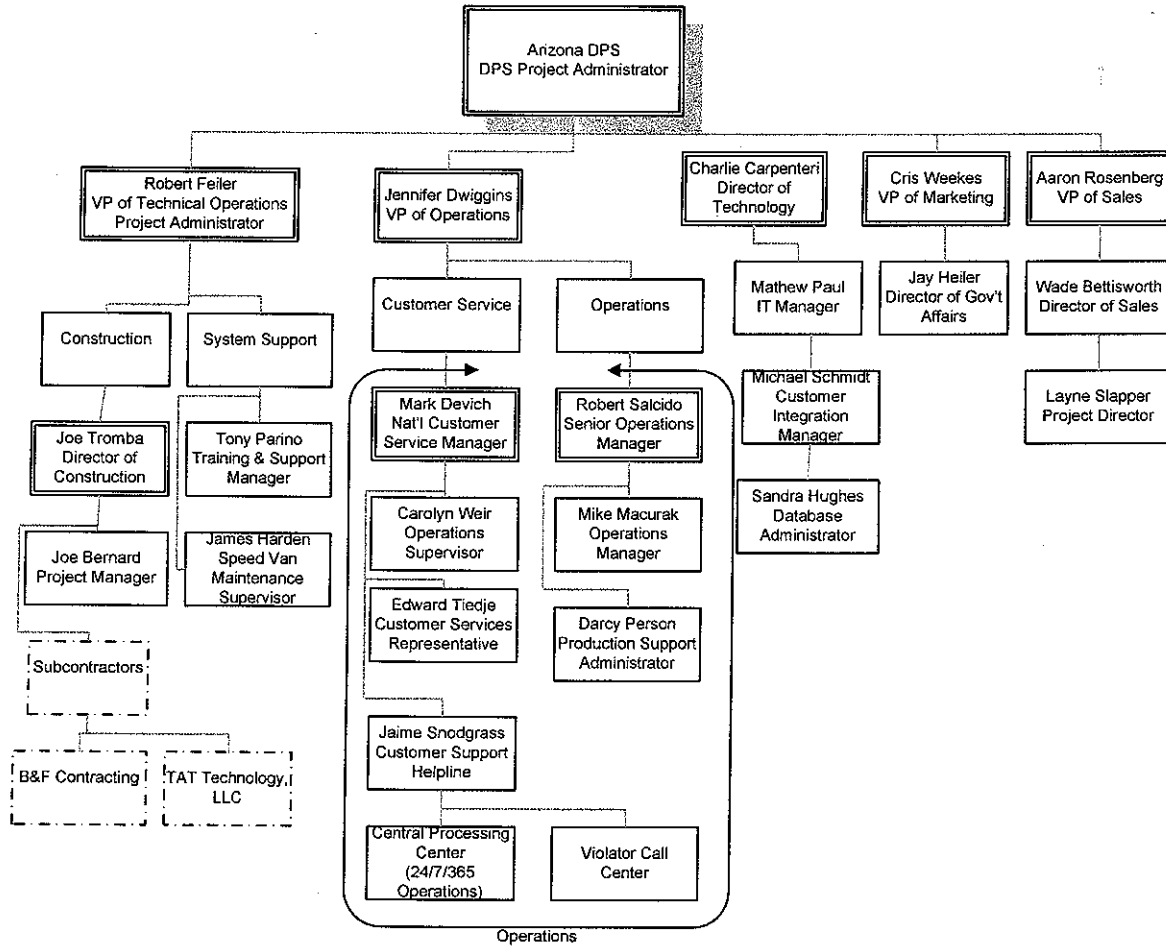 Arizona DPS
DPS Project Administrator
Robert Feiler
VP of Technical Operations
Project Administrator
Jennifer Dwiggins
VP of Operations
Charlie Carpenteri
Director of
Technology
Cris Weekes
VP of Marketing
Aaron Rosenberg
VP of Sales
Construction
System Support
Customer Service
Operations
Mathew Paul
IT Manager
Jay Heiler
Director of Gov't
Affairs
Wade Bettisworth
Director of Sales
Joe Tromba
Director of
Construction
Tony Parino
Training & Support
Manager
Mark Devich
Nat'l Customer
Service Manager
Robert Salcido
Senior Operations
Manager
Michael Schmidt
Customer
Integration
Manager
Layne Slapper
Project Director
Joe Bernard
Project Manager
James Harden
Speed Van
Maintenance
Supervisor
Carolyn Weir
Operations
Supervisor
Mike Macurak
Operations
Manager
Sandra Hughes
Database
Administrator
Edward Tiedje
Customer Services
Representative
Darcy Person
Production Support
Administrator
Subcontractors
B&F Contracting
TAT Technology,
LLC
Jaime Snodgrass
Customer Support
Helpline
Central Processing
Center
(24/7/365
Operations)
Violator Call
Center
Operations